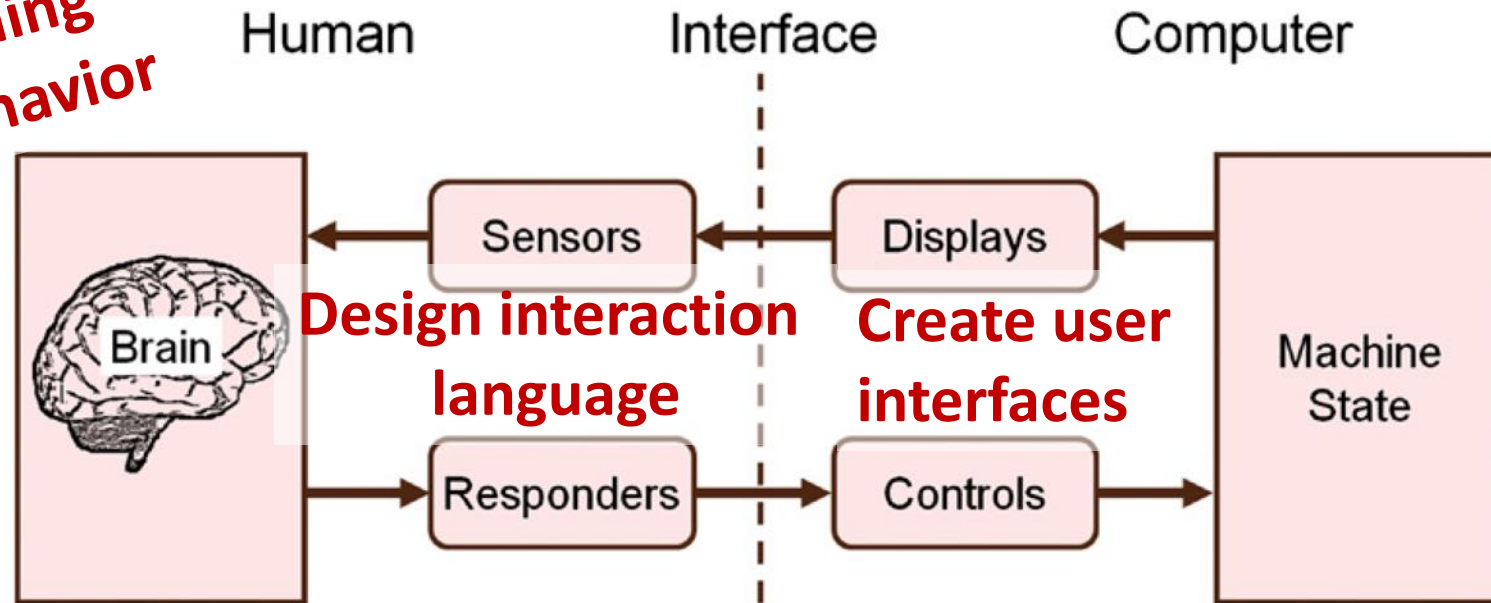 Human
Interface
Computer
Sensors
Displays
Design interaction
language
Create user
interfaces
Brain
Machine
State
Responders
Controls